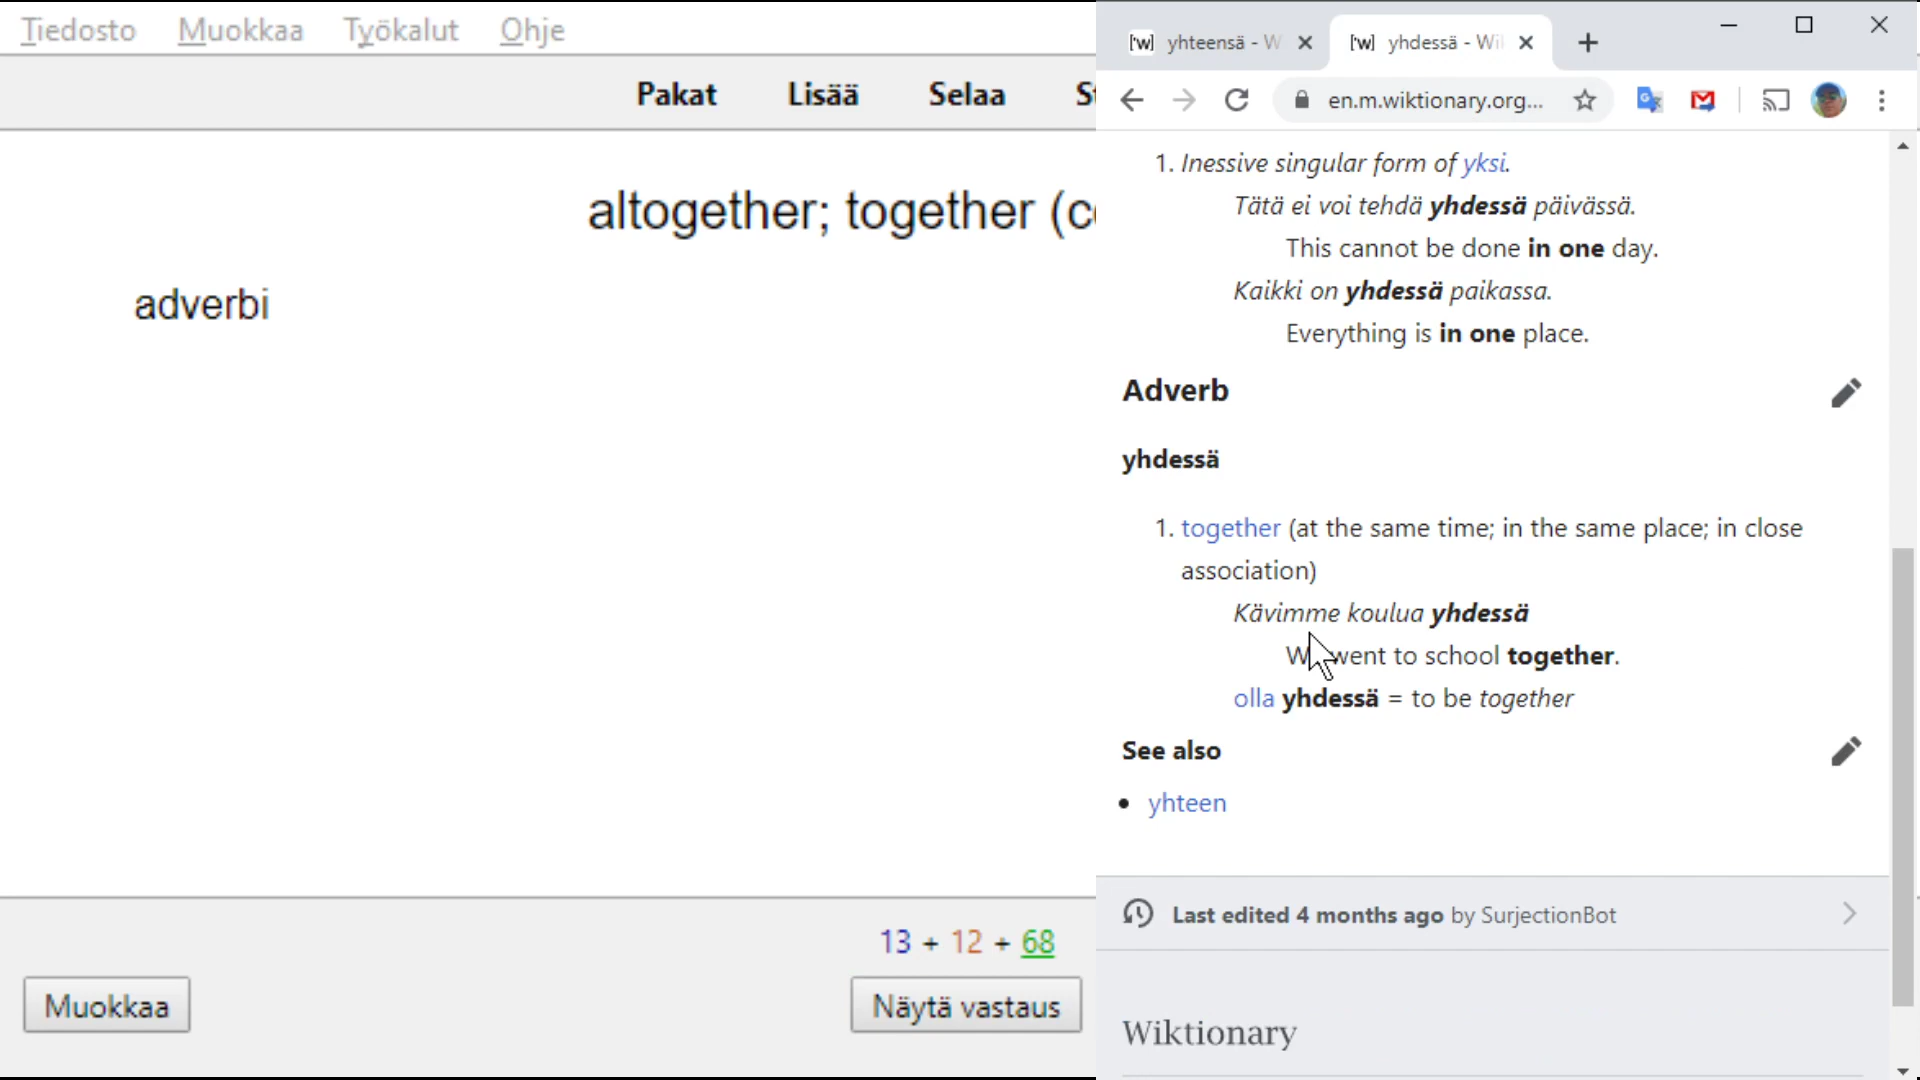 Tiedosto Muokkaa Työkalut Ohje
Pakat Lisää Selaa
altogether; together
adverbi
13 + 12 + 68
Muokkaa
Näytä vastaus
yhteensä - W
yhdessä - Wi
en.m.wiktionary.org...
1. Inessive singular form of yksi.
Tätä ei voi tehdä yhdessä päivässä.
This cannot be done in one day.
Kaikki on yhdessä paikassa.
Everything is in one place.
Adverb
yhdessä
1. together (at the same time; in the same place; in close
association)
Kävimme koulua yhdessä
went to school together.
olla yhdessä = to be together
See also
• yhteen
Last edited 4 months ago by SurjectionBot
Wiktionary